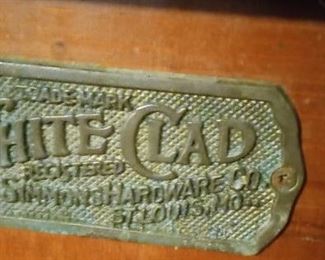 TRADE MARK
HITE CLAD
REGISTERED
SIMMONS HARDWARE CO.
ST. LOUIS, MO.